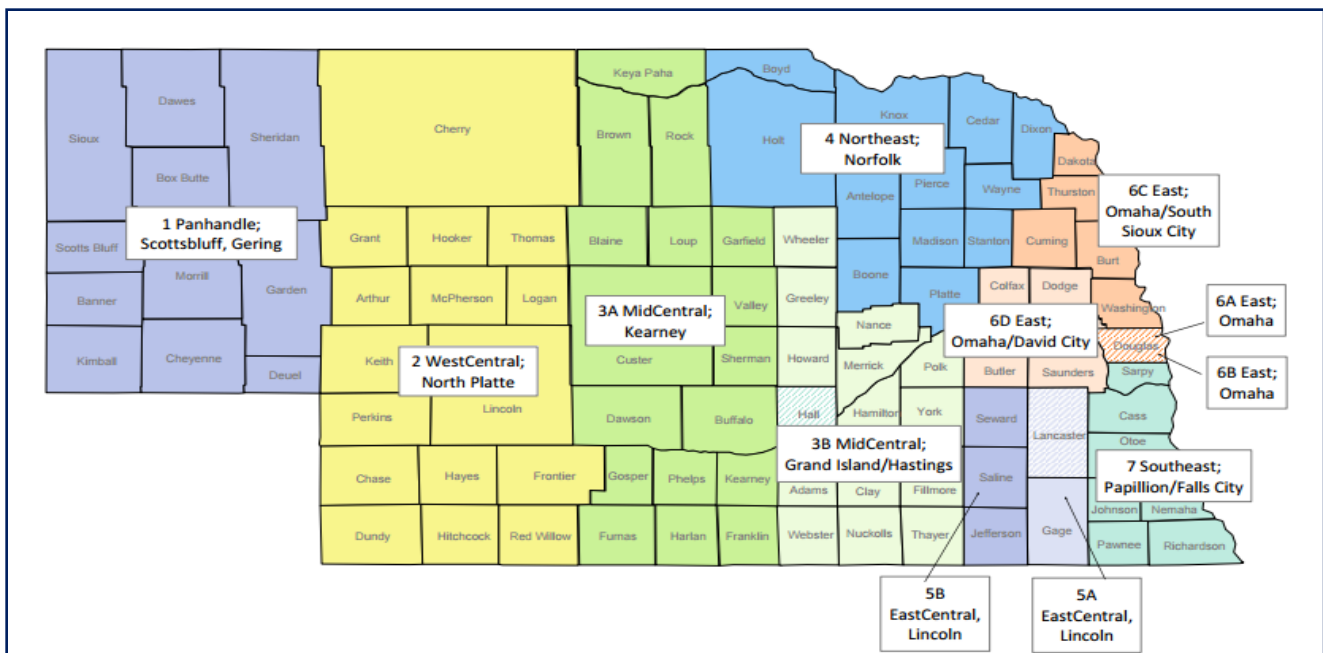 Keya Paha
Boyd
Dawes
Sioux
Sheridan
Cherry
Brown
Rock
Holt
Knox
Cedar
Dixon
4 Northeast;
Norfolk
Dakota
Box Butte
Antelope
Pierce
Wayne
Thurston
6C East;
Omaha/South
Sioux City
1 Panhandle;
Scottsbluff, Gering
Scotts Bluff
Grant
Hooker
Thomas
Blaine
Loup
Garfield
Wheeler
Madison
Stanton
Cuming
Burt
Morrill
Garden
Boone
Banner
Arthur
McPherson
Logan
3A MidCentral;
Kearney
Valley
Greeley
Platte
Colfax
Dodge
Washington
6A East;
Omaha
Nance
6D East;
Omaha/David City
Kimball
Cheyenne
Deuel
Keith
2 WestCentral;
North Platte
Custer
Sherman
Howard
Merrick
Polk
Butler
Saunders
Douglas
Sarpy
6B East;
Omaha
Perkins
Lincoln
Dawson
Buffalo
Hall
Hamilton
York
Seward
Lancaster
Cass
Otoe
3B MidCentral;
Grand Island/Hastings
7 Southeast;
Papillion/Falls City
Chase
Hayes
Frontier
Gosper
Phelps
Kearney
Adams
Clay
Fillmore
Saline
Johnson
Nemaha
Dundy
Hitchcock
Red Willow
Furnas
Harlan
Franklin
Webster
Nuckolls
Thayer
Jefferson
Gage
Pawnee
Richardson
5B
EastCentral,
Lincoln
5A
EastCentral,
Lincoln